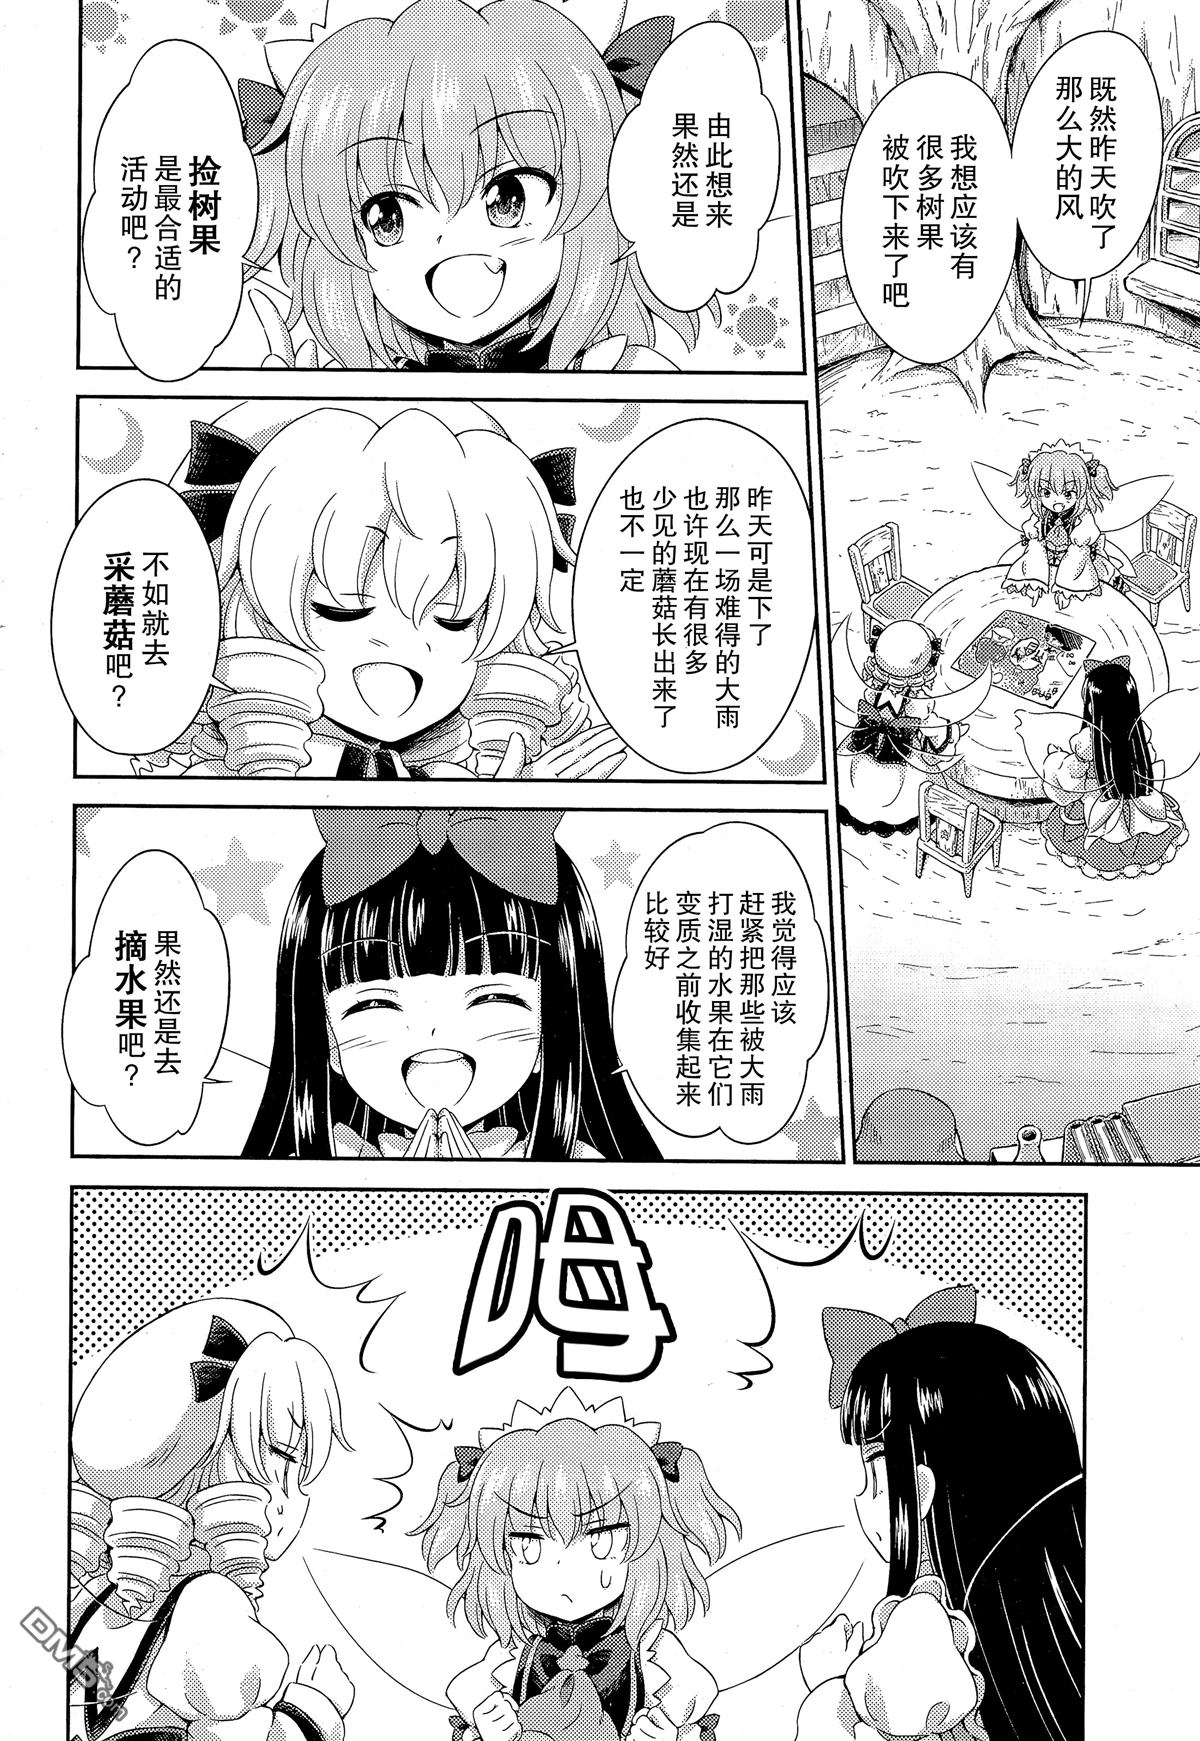 既然昨天吹了
那么大的风
我想应该有
很多树果
被吹下来了吧
由此想来
果然还是
捡树果
是最合适的
活动吧？
昨天可是下了
那么一场难得的大雨
也许现在有很多
少见的蘑菇长出来了
也不一定
不如就去
采蘑菇吧？
我觉得应该
赶紧把那些被大雨
打湿的水果在它们
变质之前收集起来
比较好
果然还是去
摘水果吧？
呣
DM5.com